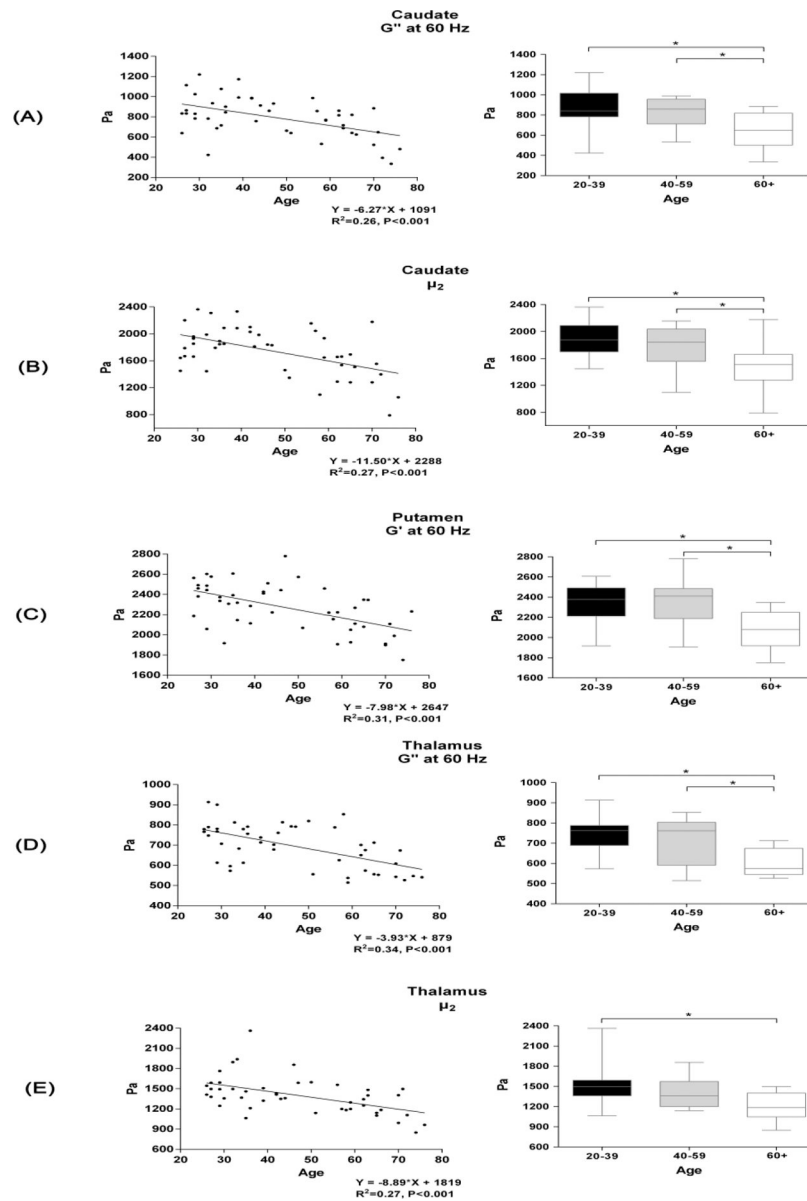 Caudate
G" at 60 Hz
(A)
Pa
1400
1200
1000
800
600
400
200
20 30 40 50 60 70 80
Age
Y = -6.27*X + 1091
R²=0.26, P<0.001
* 
*
Pa
1400
1200
1000
800
600
400
200
20-39 40-59 60+
Age
Caudate
μ₂
(B)
Pa
2400
2000
1600
1200
800
20 30 40 50 60 70 80
Age
Y = -11.50*X + 2288
R²=0.27, P<0.001
*
*
Pa
2400
2000
1600
1200
800
20-39 40-59 60+
Age
Putamen
G' at 60 Hz
(C)
Pa
2800
2600
2400
2200
2000
1800
1600
20 30 40 50 60 70 80
Age
Y = -7.98*X + 2647
R²=0.31, P<0.001
*
*
Pa
2800
2600
2400
2200
2000
1800
1600
20-39 40-59 60+
Age
Thalamus
G" at 60 Hz
(D)
Pa
1000
900
800
700
600
500
400
20 30 40 50 60 70 80
Age
Y = -3.93*X + 879
R²=0.34, P<0.001
*
*
Pa
1000
900
800
700
600
500
400
20-39 40-59 60+
Age
Thalamus
μ₂
(E)
Pa
2400
2100
1800
1500
1200
900
600
20 30 40 50 60 70 80
Age
Y = -8.89*X + 1819
R²=0.27, P<0.001
*
Pa
2400
2100
1800
1500
1200
900
600
20-39 40-59 60+
Age